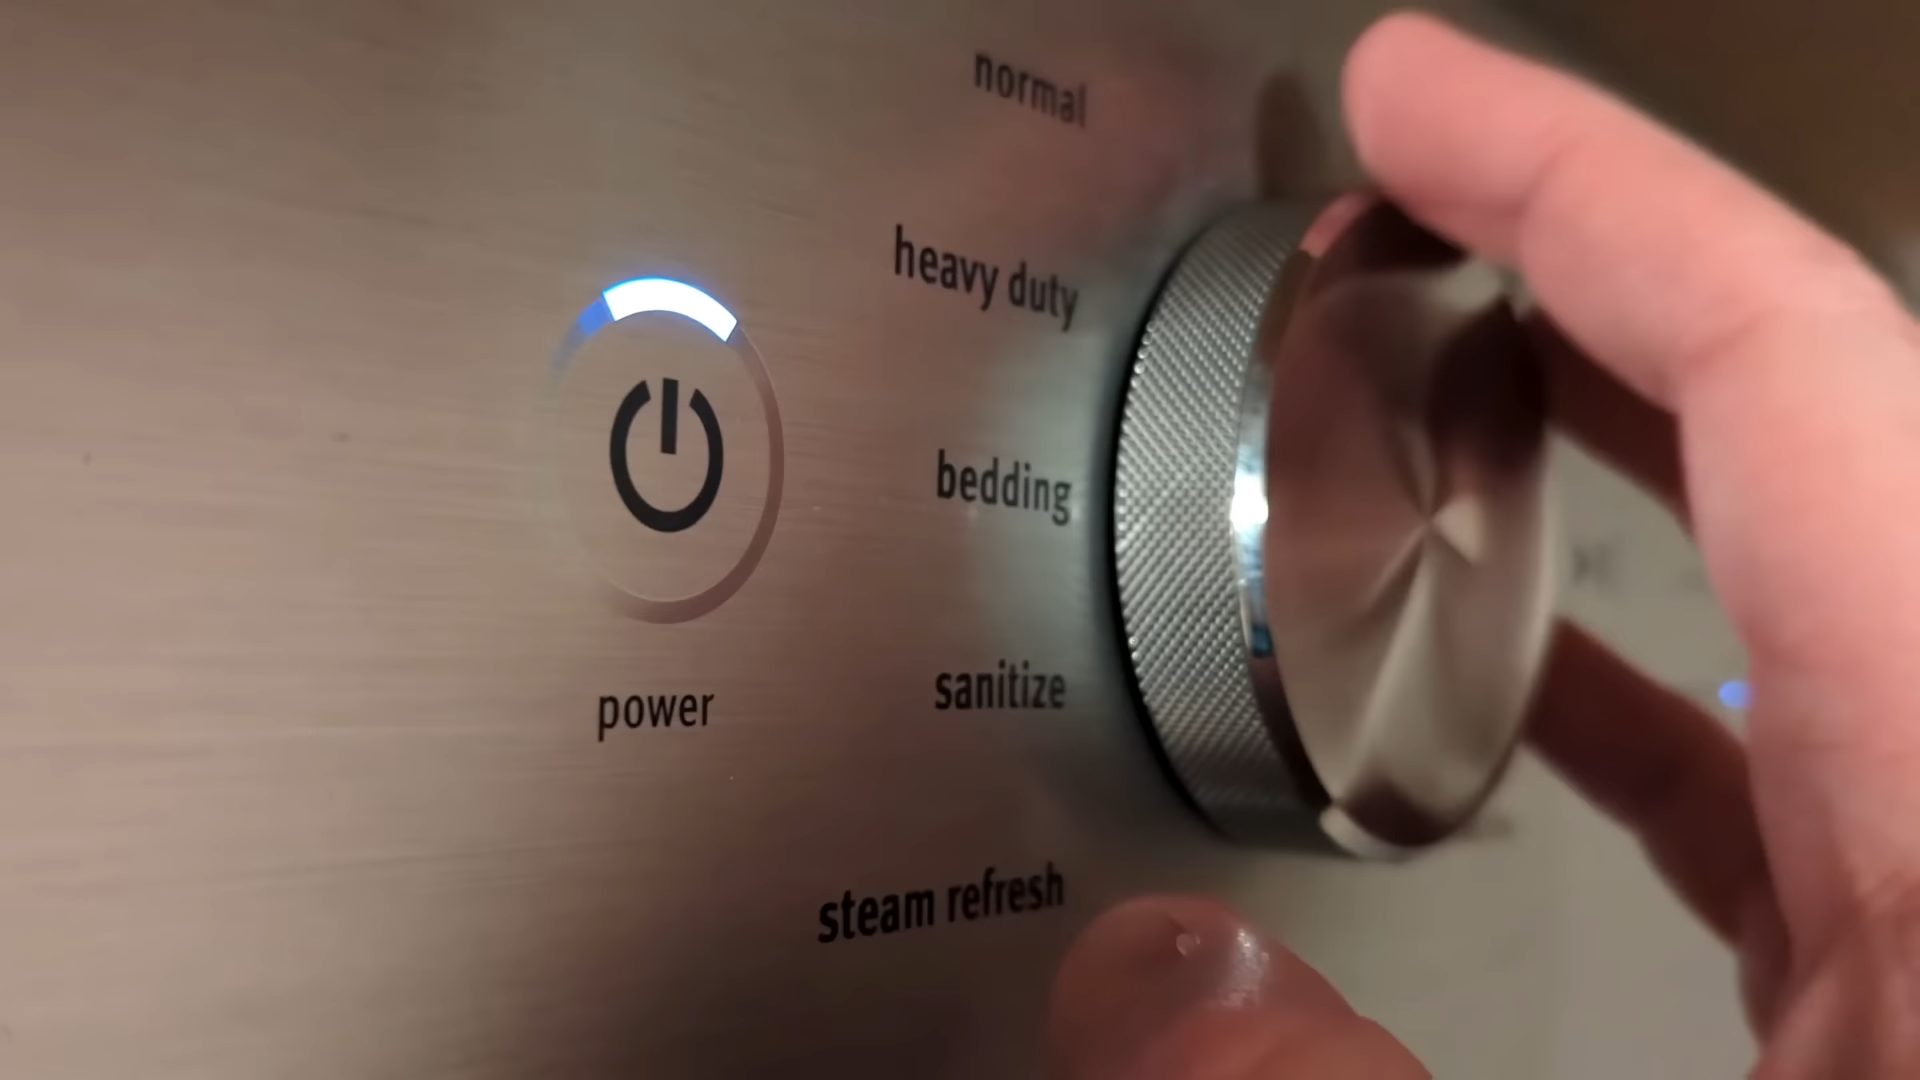 normal
heavy duty
bedding
sanitize
steam refresh
power